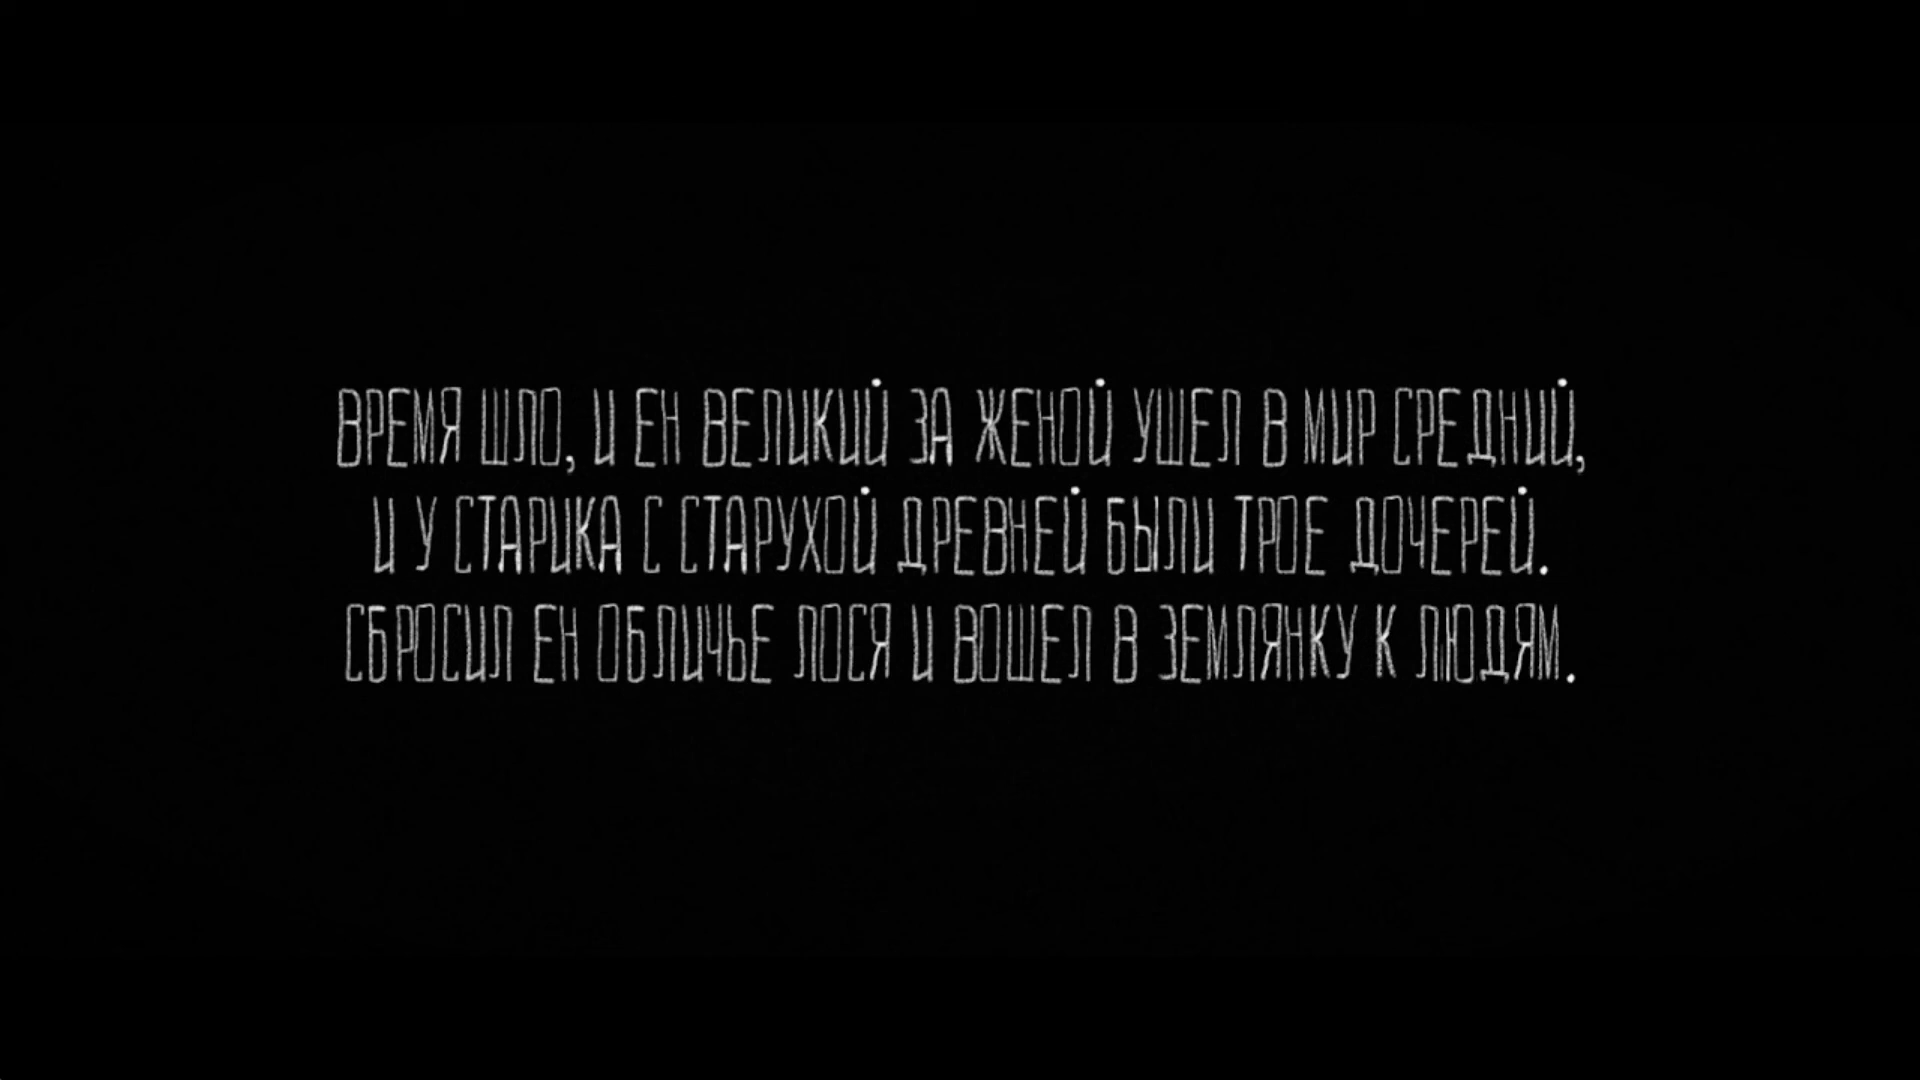 ВРЕМЯ ШЛО, И ЕН ВЕЛИКИЙ ЗА ЖЕНОЙ УШЕЛ В МИР СРЕДНИЙ,
И У СТАРИКА С СТАРУХОЙ ДРЕВНЕЙ БЫЛИ ТРОЕ ДОЧЕРЕЙ.
СБРОСИЛ ЕН ОБЛИЧЬЕ ЛОСЯ И ВОШЕЛ В ЗЕМЛЯНКУ К ЛЮДЯМ.